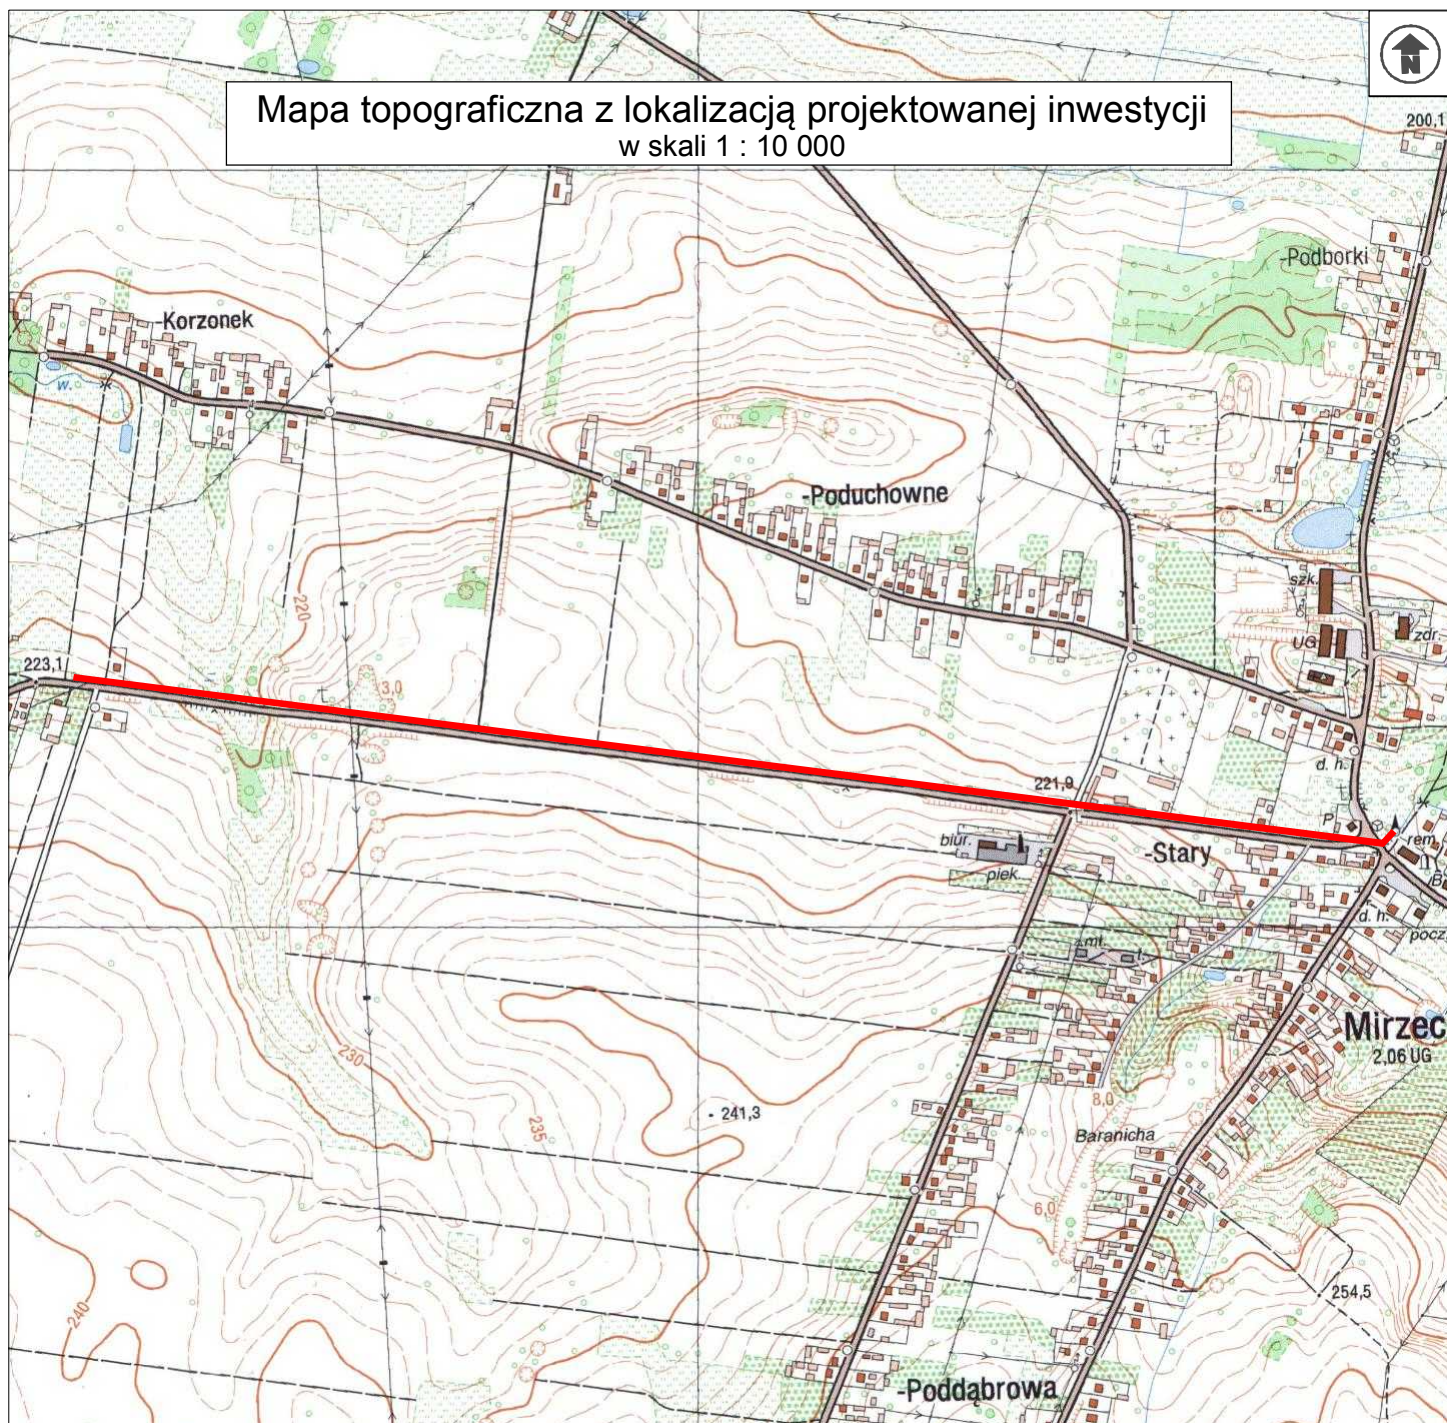 N
Mapa topograficzna z lokalizacją projektowanej inwestycji
w skali 1 : 10 000
200,1
-Podborki
-Korzonek
w.
-Poduchowne
szk.
220
UG
zdr.
223,1
3,0
d. h.
221,9
P
rem.
biur.
-Stary
piek.
d. h.
pocz.
mł.
t.
Mirzec
2,06 UG
230
8,0
235
241,3
Baranicha
6,0
240
254,5
-Poddąbrowa